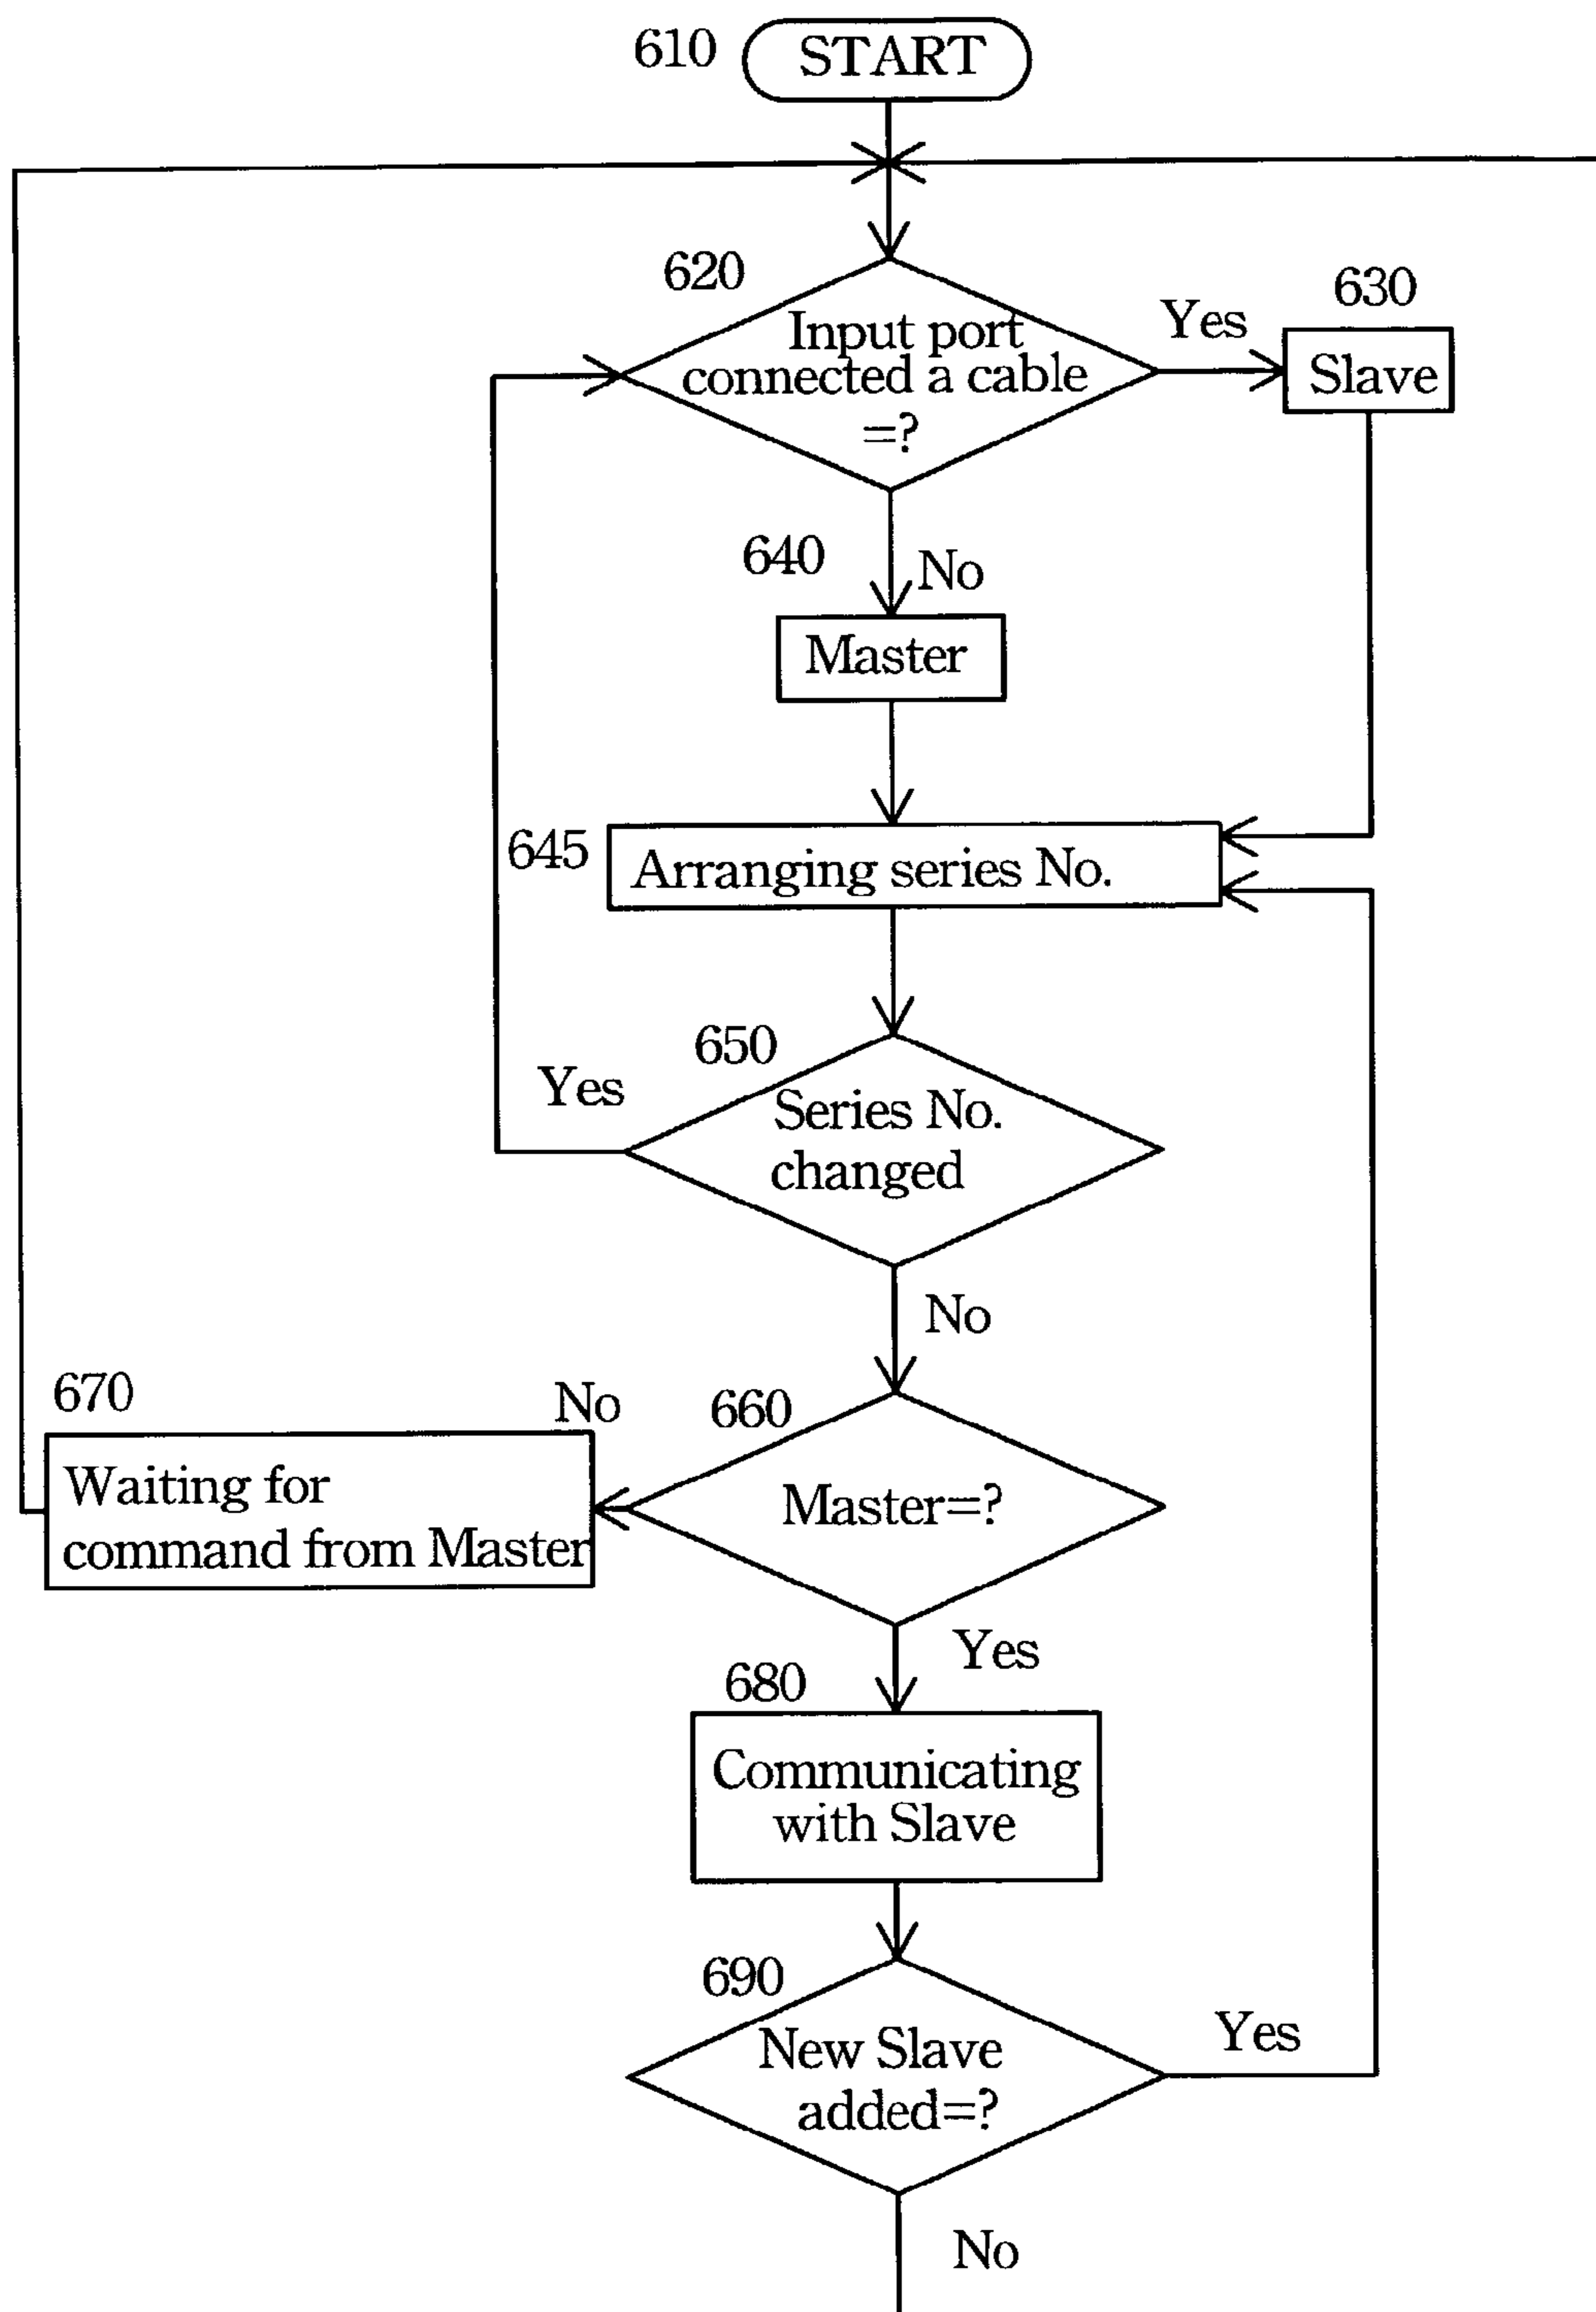 610
START
620
Input port
connected a cable
=?
Yes
630
Slave
640
No
Master
645
Arranging series No.
650
Yes
Series No.
changed
No
670
No
660
Waiting for
command from Master
Master=?
Yes
680
Communicating
with Slave
690
New Slave
added=?
Yes
No